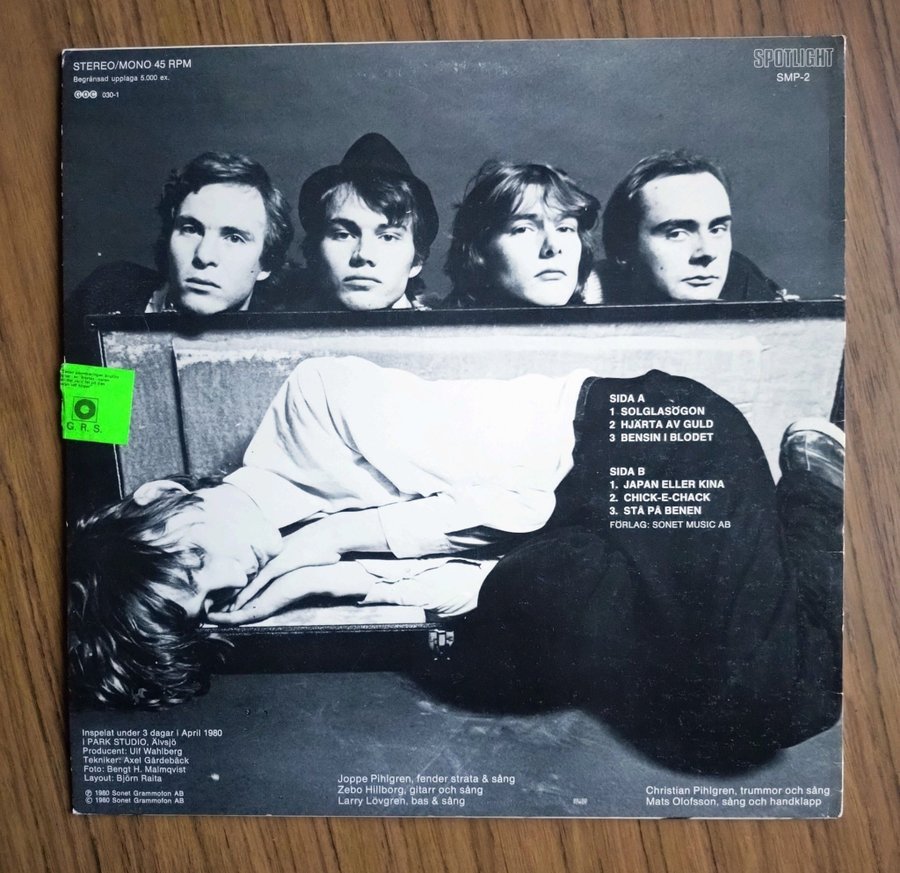 STEREO/MONO 45 RPM
Begränsad upplaga 5.000 ex.
GDC 030-1
SPOTLIGHT
SMP-2
G. R. S.
SIDA A
1 SOLGLASÖGON
2 HJÄRTA AV GULD
3 BENSIN I BLODET
SIDA B
1. JAPAN ELLER KINA
2. CHICK-E-CHACK
3. STÅ PÅ BENEN
FÖRLAG: SONET MUSIC AB
Inspelat under 3 dagar i April 1980
i PARK STUDIO, Älvsjö
Producent: Ulf Wahlberg
Tekniker: Axel Gårdebäck
Foto: Bengt H. Malmqvist
Layout: Björn Raita
℗ 1980 Sonet Grammofon AB
© 1980 Sonet Grammofon AB
Joppe Pihlgren, fender strata & sång
Zebo Hillborg, gitarr och sång
Larry Lövgren, bas & sång
Christian Pihlgren, trummor och sång
Mats Olofsson, sång och handklapp